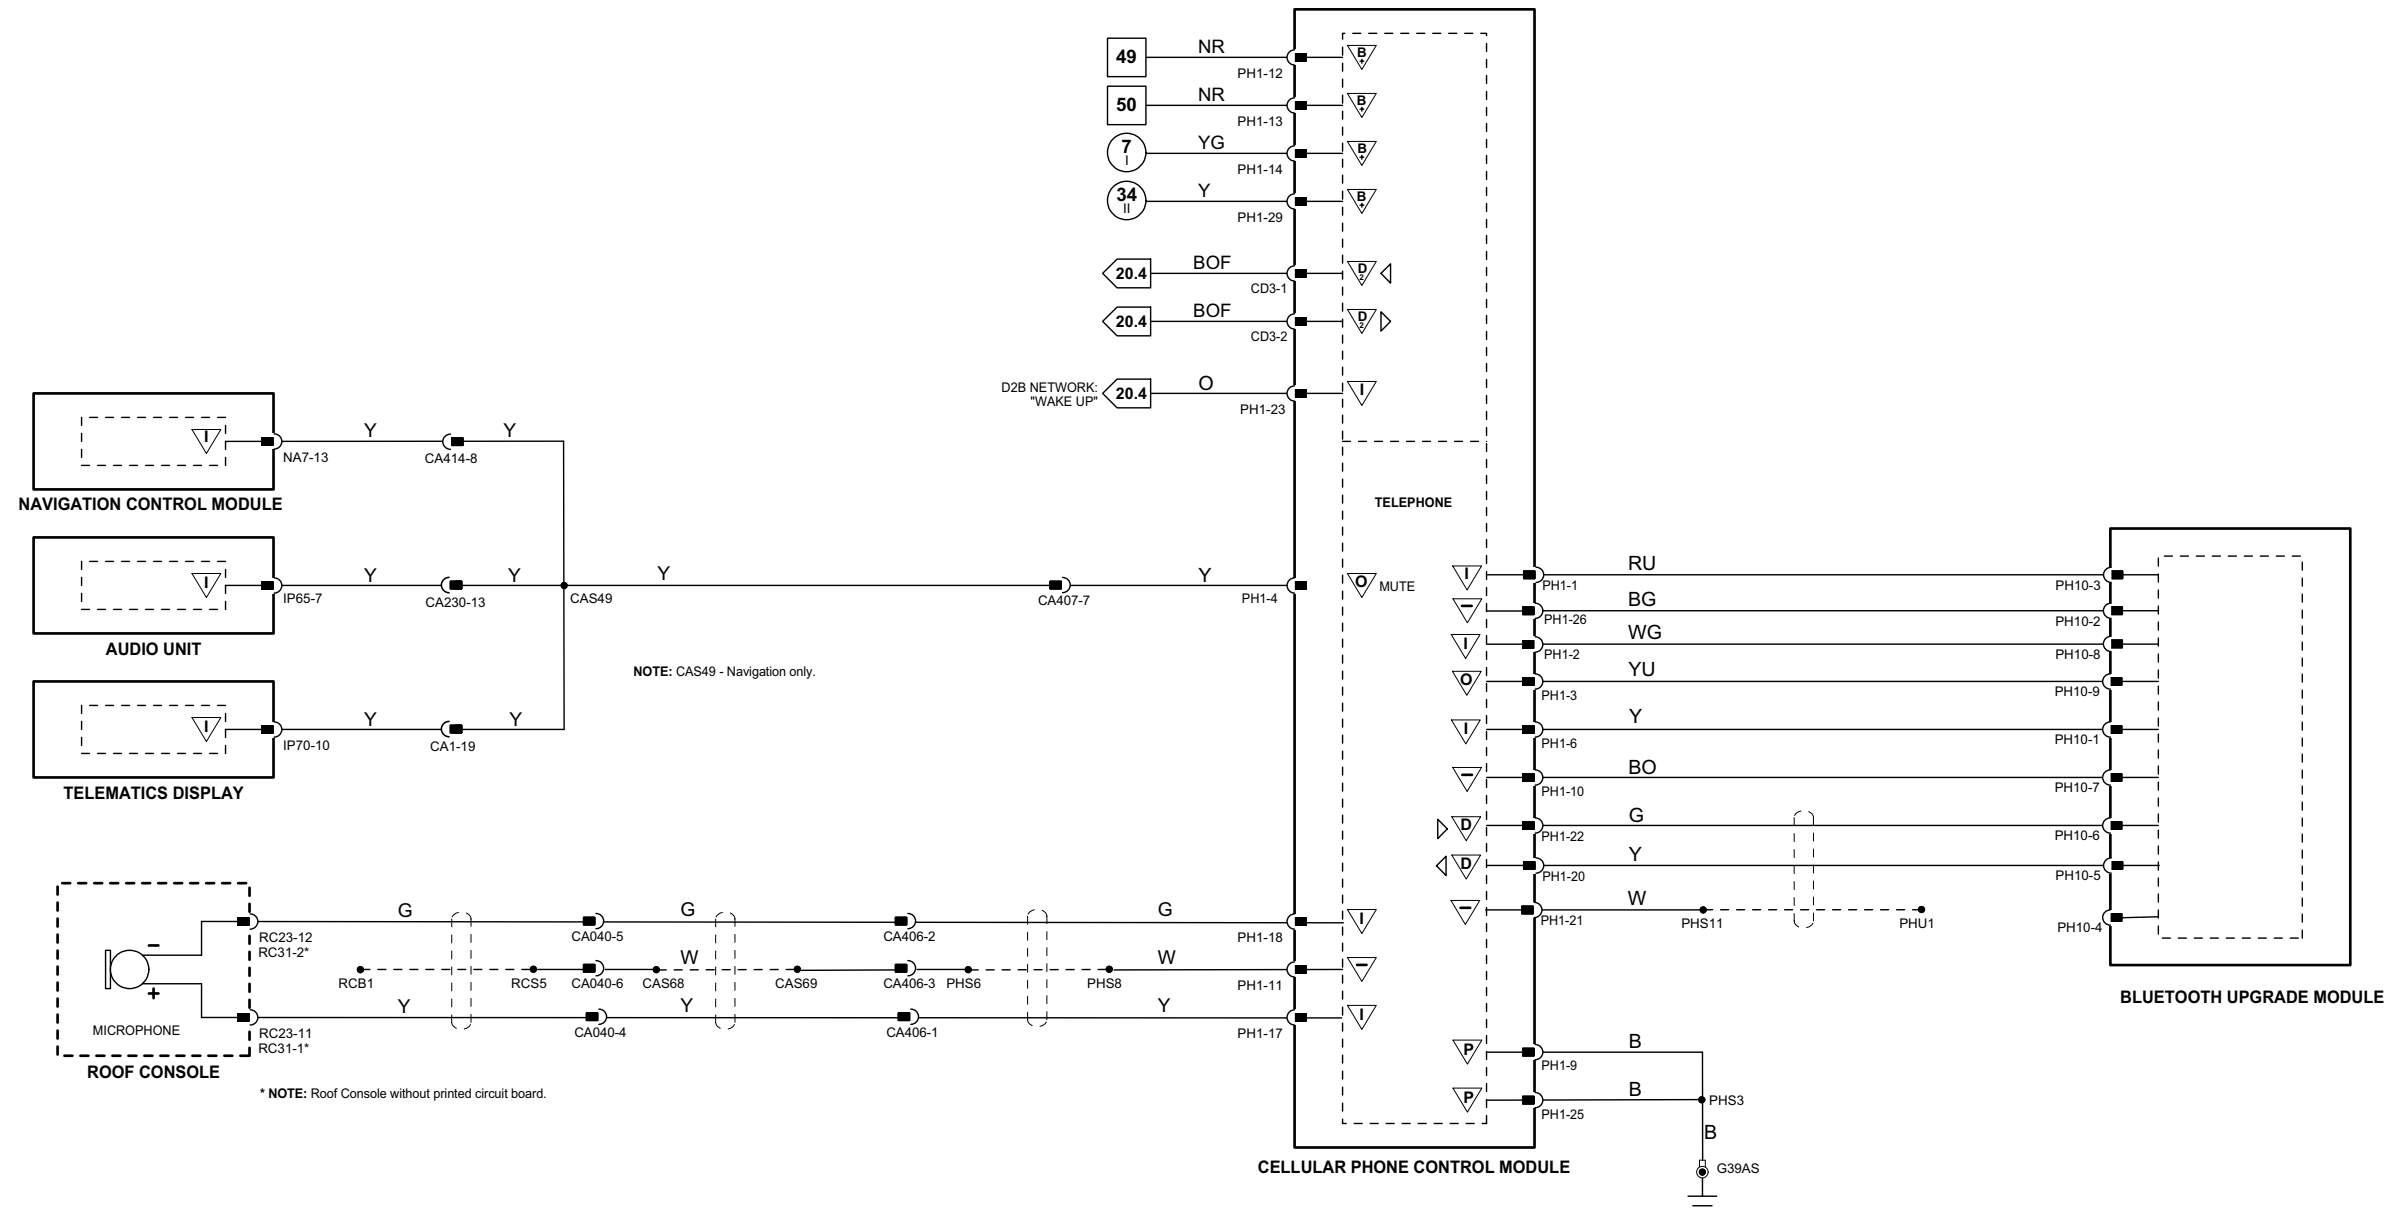 49 NR PH1-12 B+
50 NR PH1-13 B+
7 I YG PH1-14 B+
34 II Y PH1-29 B+
20.4 BOF CD3-1 D2
20.4 BOF CD3-2 D2
D2B NETWORK:
"WAKE UP"
20.4 O PH1-23 I
I NA7-13 Y CA414-8 Y
NAVIGATION CONTROL MODULE
I IP65-7 Y CA230-13 Y CAS49 Y CA407-7 Y PH1-4 O MUTE
AUDIO UNIT
NOTE: CAS49 - Navigation only.
I IP70-10 Y CA1-19 Y
TELEMATICS DISPLAY
TELEPHONE
I PH1-1 RU PH10-3
– PH1-26 BG PH10-2
I PH1-2 WG PH10-8
O PH1-3 YU PH10-9
I PH1-6 Y PH10-1
– PH1-10 BO PH10-7
D PH1-22 G PH10-6
D PH1-20 Y PH10-5
– PH1-21 W PHS11 PHU1 PH10-4
BLUETOOTH UPGRADE MODULE
– RC23-12 G CA040-5 G CA406-2 G PH1-18 I
RC31-2*
RCB1 RCS5 CA040-6 CAS68 W CAS69 CA406-3 PHS6 PHS8 W PH1-11 –
+ RC23-11 Y CA040-4 Y CA406-1 Y PH1-17 I
RC31-1*
MICROPHONE
ROOF CONSOLE
* NOTE: Roof Console without printed circuit board.
P PH1-9 B
P PH1-25 B PHS3
B
G39AS
CELLULAR PHONE CONTROL MODULE